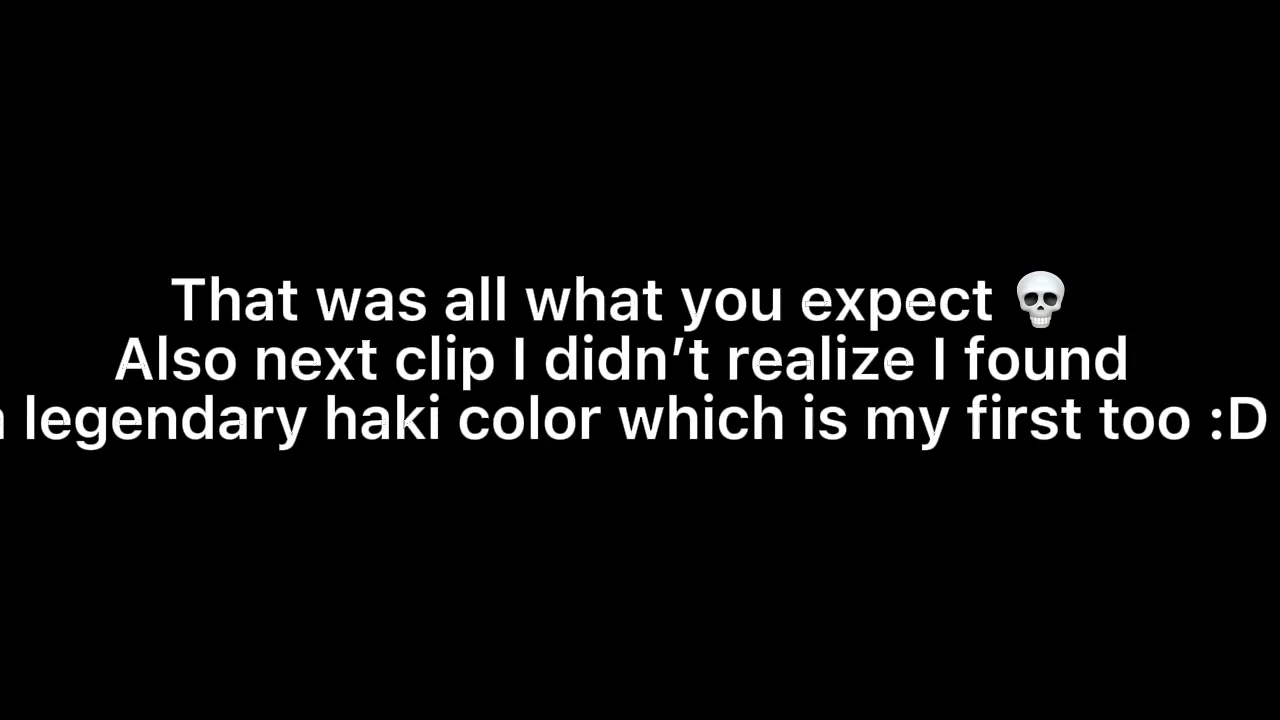 That was all what you expect 💀
Also next clip I didn’t realize I found
a legendary haki color which is my first too :D